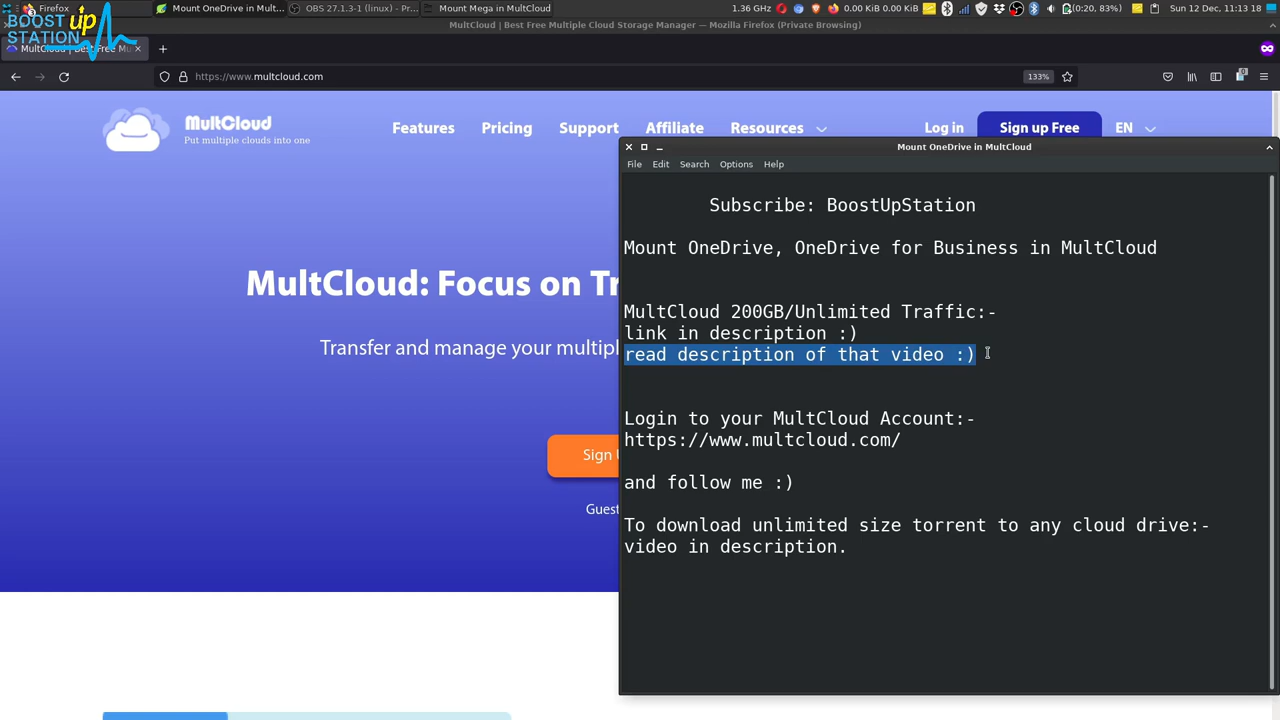 Firefox
Mount OneDrive in Mult...
OBS 27.1.3-1 (linux) - Pr...
Mount Mega in MultCloud
1.36 GHz
0.00 KiB 0.00 KiB
(0:20, 83%)
Sun 12 Dec, 11:13 18
BOOST up STATION
MultCloud | Best Free Multiple Cloud Storage Manager — Mozilla Firefox (Private Browsing)
MultCloud | Best Free Mu
https://www.multcloud.com
133%
MultCloud
Put multiple clouds into one
Features
Pricing
Support
Affiliate
Resources
Log in
Sign up Free
EN
MultCloud: Focus on Tr
Transfer and manage your multipl
Sign U
Guest
Mount OneDrive in MultCloud
File Edit Search Options Help
Subscribe: BoostUpStation
Mount OneDrive, OneDrive for Business in MultCloud
MultCloud 200GB/Unlimited Traffic:-
link in description :)
read description of that video :)
Login to your MultCloud Account:-
https://www.multcloud.com/
and follow me :)
To download unlimited size torrent to any cloud drive:-
video in description.